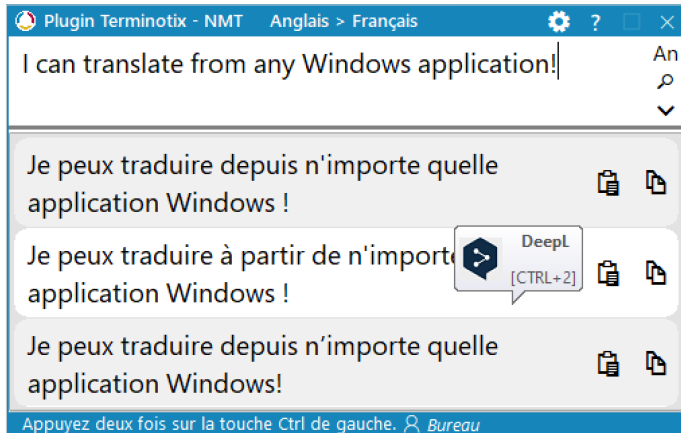 Plugin Terminotix - NMT Anglais > Français ?
I can translate from any Windows application!
An
Je peux traduire depuis n'importe quelle
application Windows !
Je peux traduire à partir de n'import
application Windows !
DeepL
[CTRL+2]
Je peux traduire depuis n’importe quelle
application Windows!
Appuyez deux fois sur la touche Ctrl de gauche. Bureau